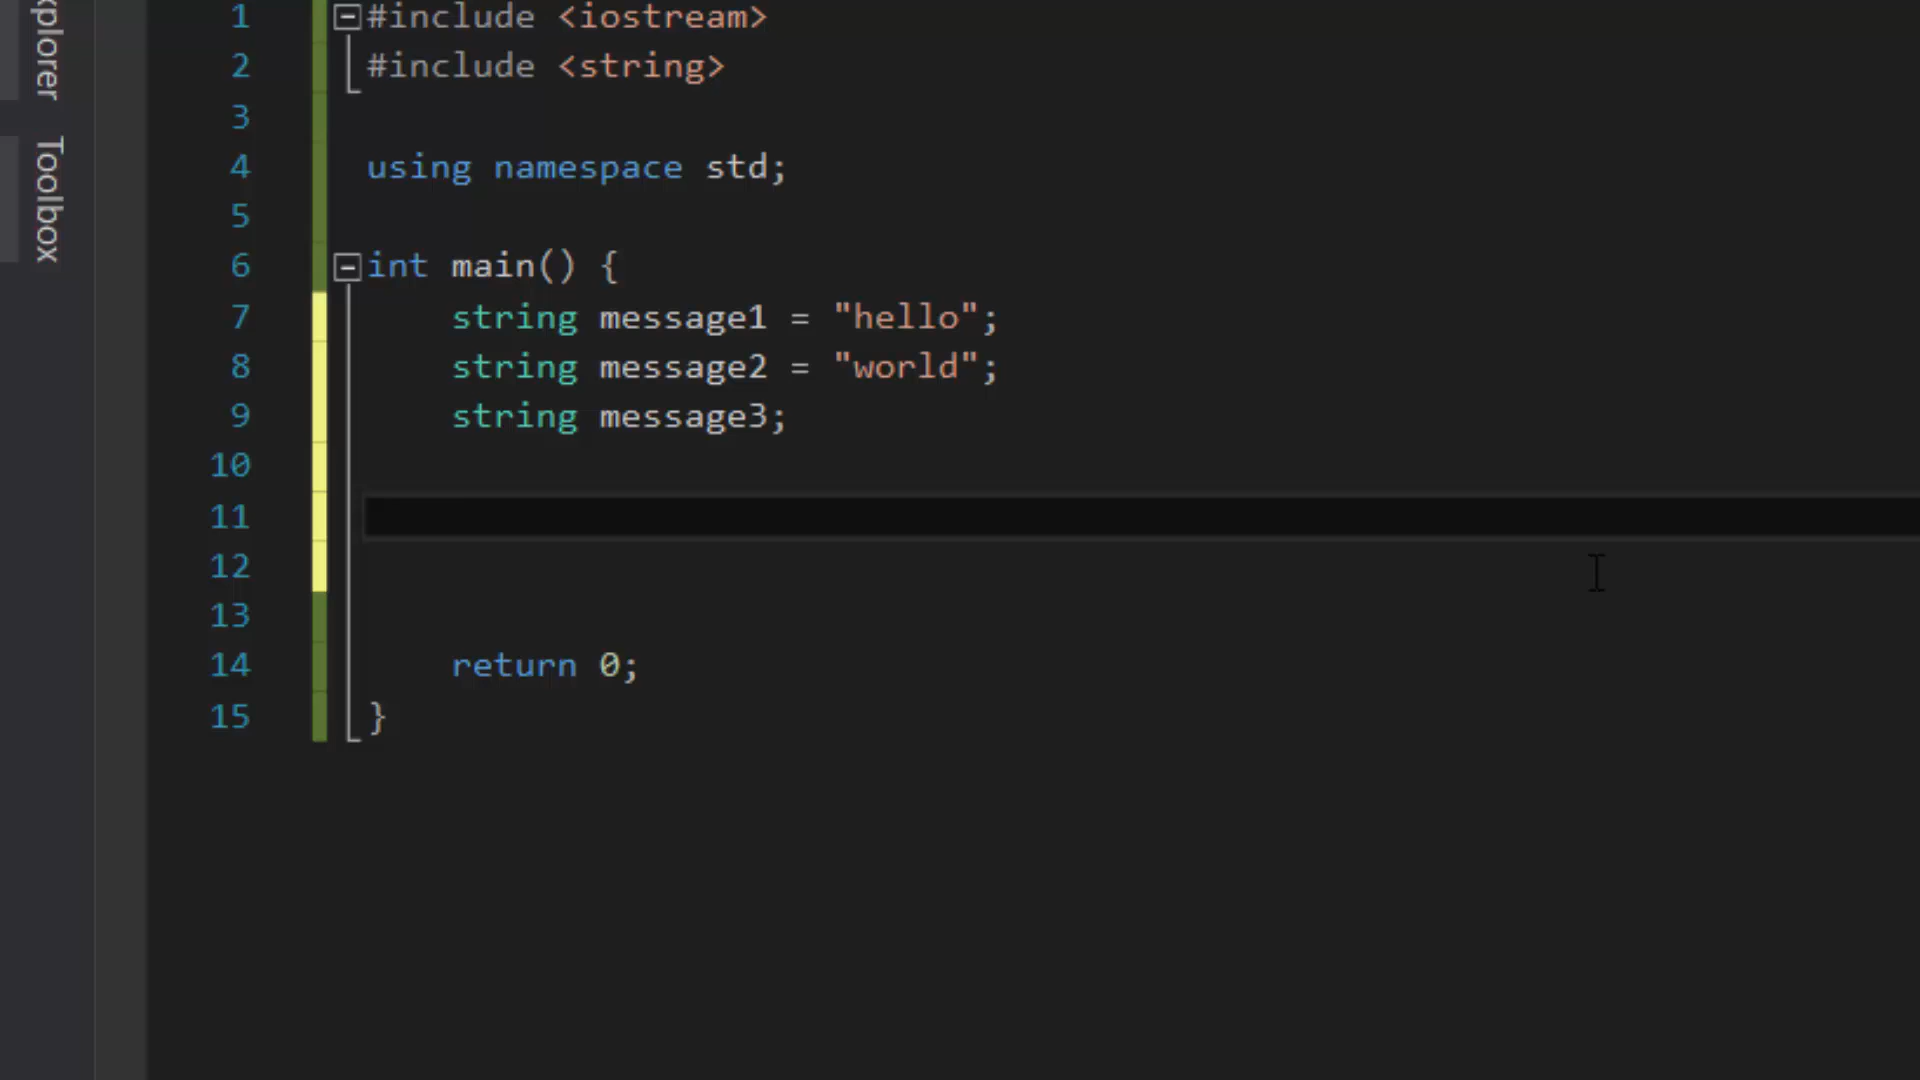 xplorer
Toolbox
1 #include <iostream>
2 #include <string>
3
4 using namespace std;
5
6 int main() {
7 string message1 = "hello";
8 string message2 = "world";
9 string message3;
10
11
12
13
14 return 0;
15 }